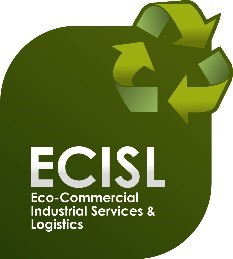 ECISL
Eco-Commercial
Industrial Services &
Logistics